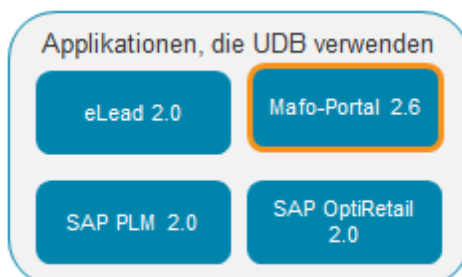 Applikationen, die UDB verwenden
eLead 2.0
Mafo-Portal 2.6
SAP PLM 2.0
SAP OptiRetail
2.0